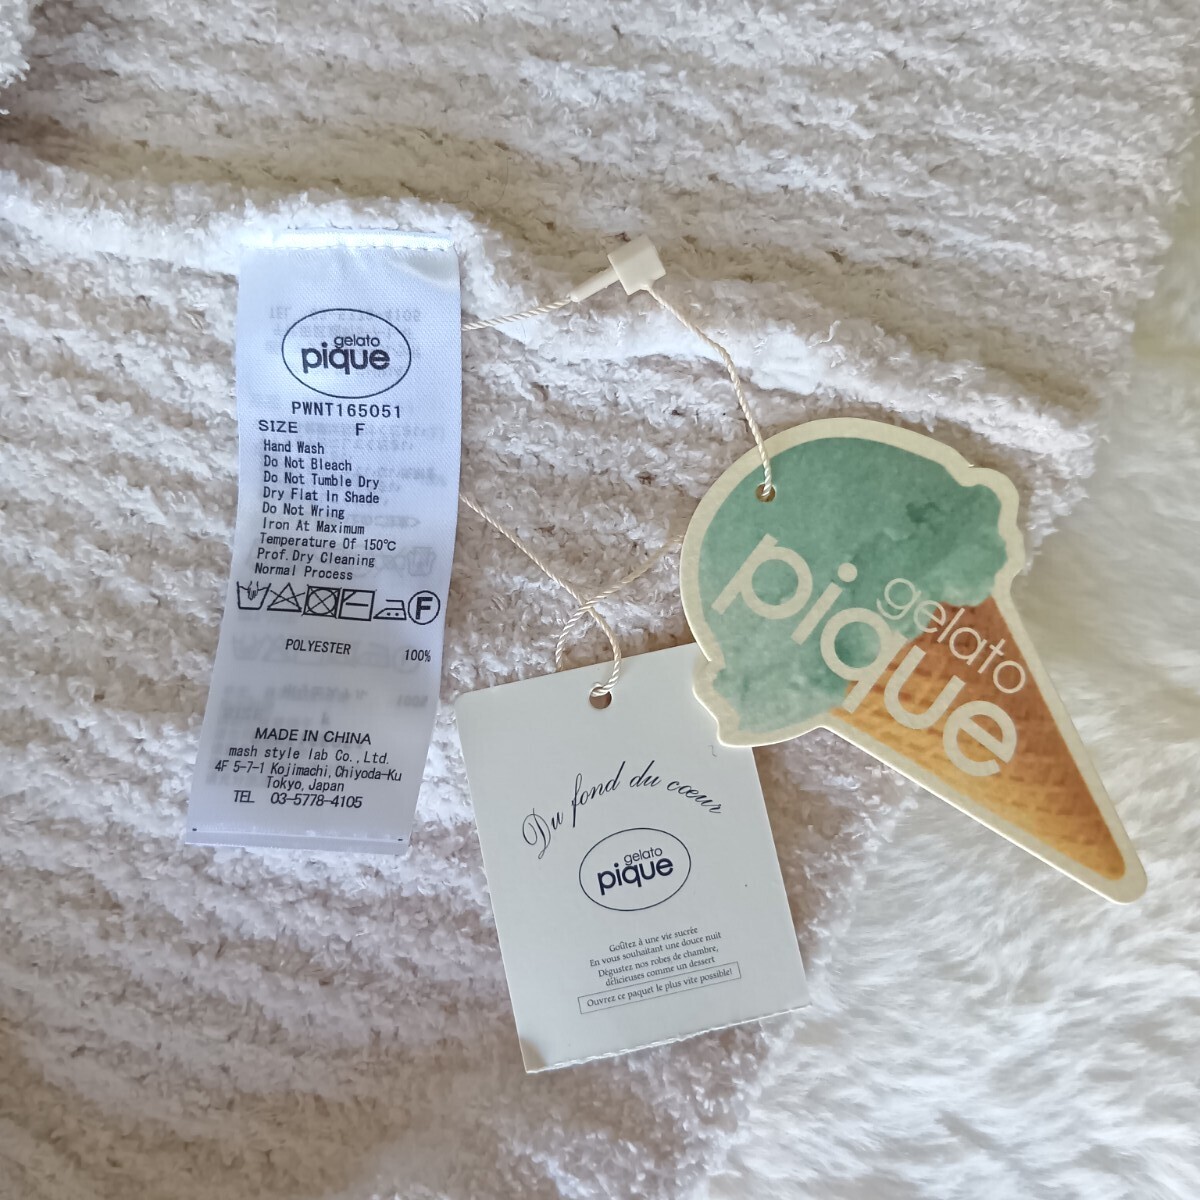 gelato
pique
PWNT165051
SIZE F
Hand Wash
Do Not Bleach
Do Not Tumble Dry
Dry Flat In Shade
Do Not Wring
Iron At Maximum
Temperature Of 150℃
Prof.Dry Cleaning
Normal Process
F
POLYESTER 100%
MADE IN CHINA
mash style lab Co.,Ltd.
4F 5-7-1 Kojimachi,Chiyoda-Ku
Tokyo,Japan
TEL 03-5778-4105
gelato
pique
Du fond du cœur
gelato
pique
Goûtez à une vie sucrée
En vous souhaitant une douce nuit
Dégustez nos robes de chambre,
délicieuses comme un dessert
Ouvrez ce paquet le plus vite possible!